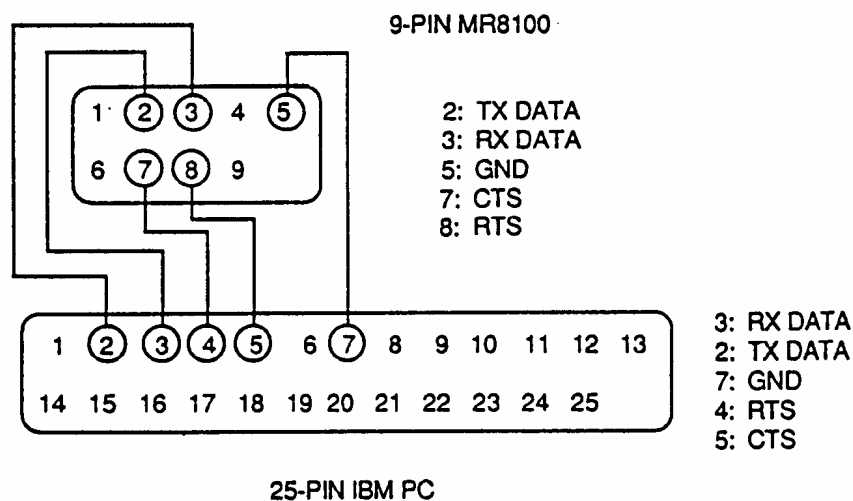 9-PIN MR8100
1 2 3 4 5
6 7 8 9
2: TX DATA
3: RX DATA
5: GND
7: CTS
8: RTS
1 2 3 4 5 6 7 8 9 10 11 12 13
14 15 16 17 18 19 20 21 22 23 24 25
3: RX DATA
2: TX DATA
7: GND
4: RTS
5: CTS
25-PIN IBM PC